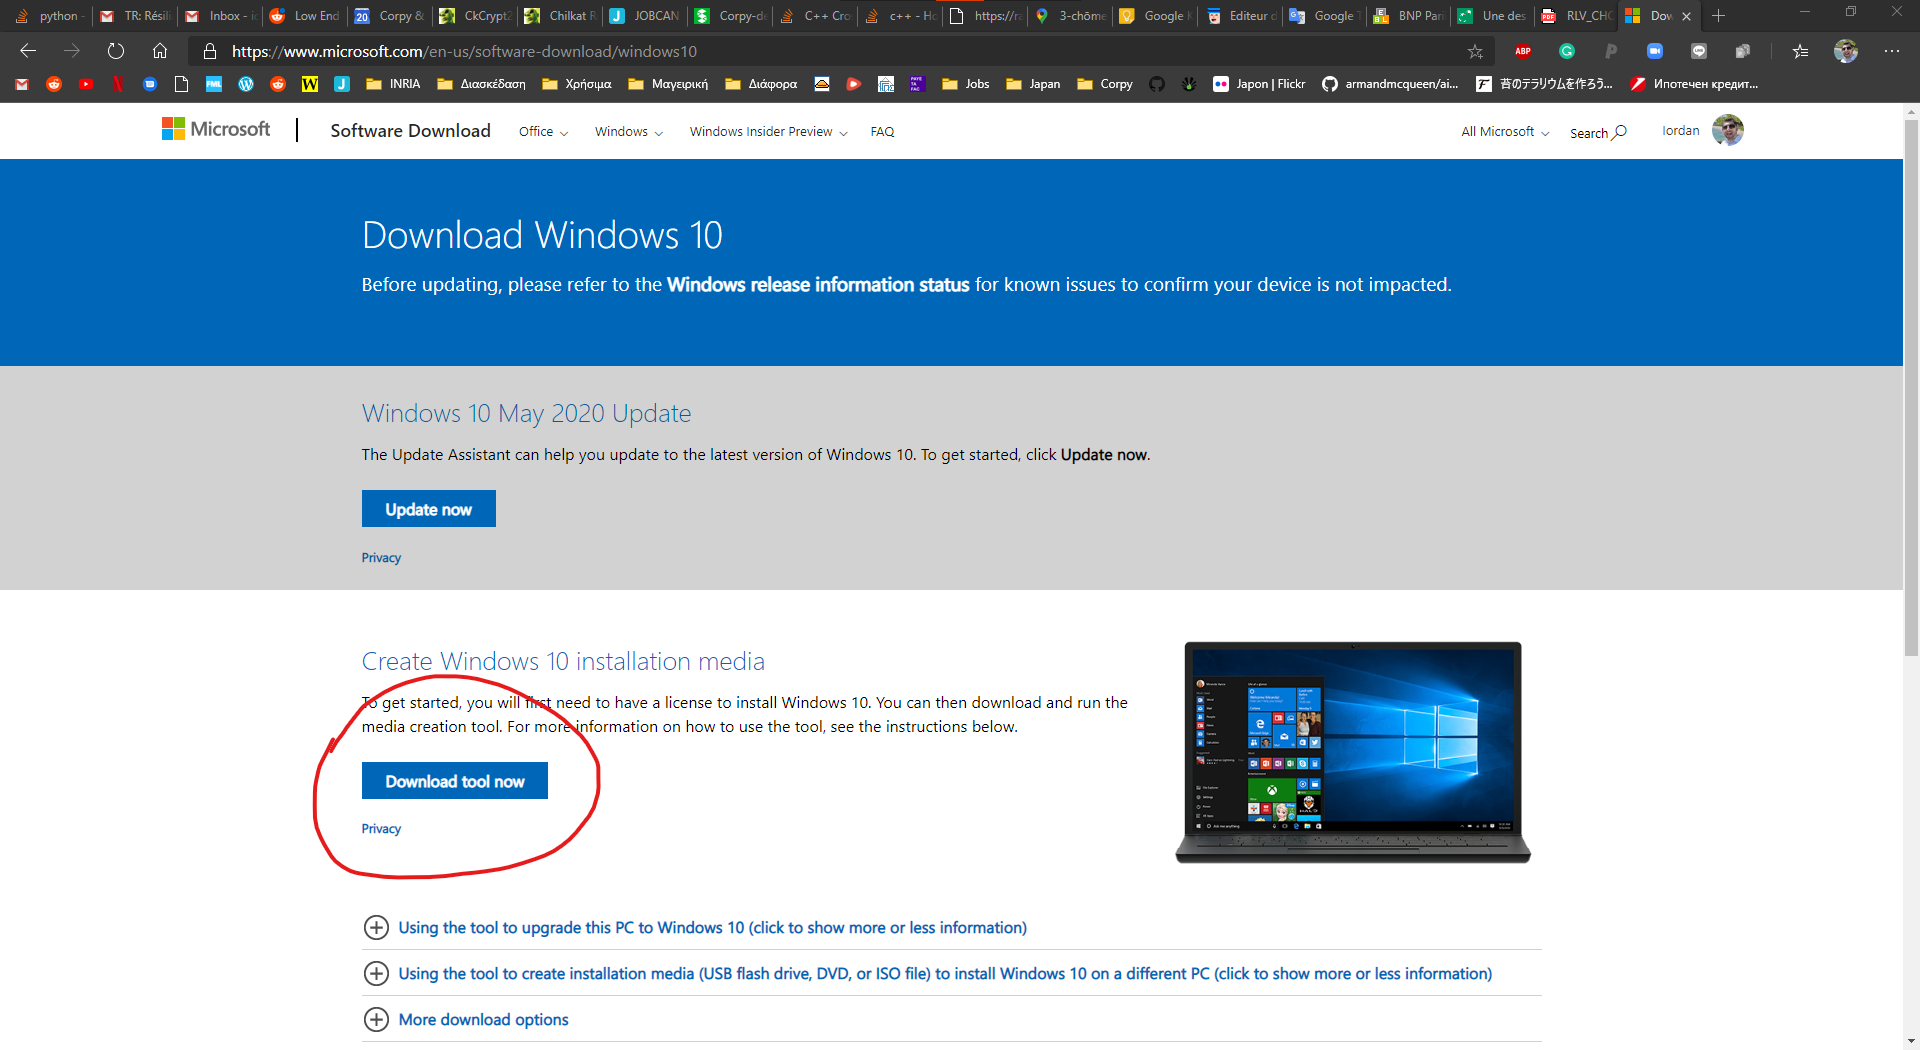 python -
TR: Résili
Inbox - i
Low End
20
Corpy &
CkCrypt2
Chilkat R
J
JOBCAN
Corpy-de
C++ Cro
c++ - Ho
https://ra
3-chōme
Google K
Editeur d
Google T
BNP Pari
Une des
PDF
RLV_CHO
Dow
https://www.microsoft.com/en-us/software-download/windows10
ABP
INRIA
Διασκέδαση
Χρήσιμα
Μαγειρική
Διάφορα
Jobs
Japan
Corpy
Japon | Flickr
armandmcqueen/ai...
苔のテラリウムを作ろう...
Ипотечен кредит...
Microsoft
Software Download
Office
Windows
Windows Insider Preview
FAQ
All Microsoft
Search
Iordan
Download Windows 10
Before updating, please refer to the Windows release information status for known issues to confirm your device is not impacted.
Windows 10 May 2020 Update
The Update Assistant can help you update to the latest version of Windows 10. To get started, click Update now.
Update now
Privacy
Create Windows 10 installation media
To get started, you will first need to have a license to install Windows 10. You can then download and run the
media creation tool. For more information on how to use the tool, see the instructions below.
Download tool now
Privacy
Using the tool to upgrade this PC to Windows 10 (click to show more or less information)
Using the tool to create installation media (USB flash drive, DVD, or ISO file) to install Windows 10 on a different PC (click to show more or less information)
More download options